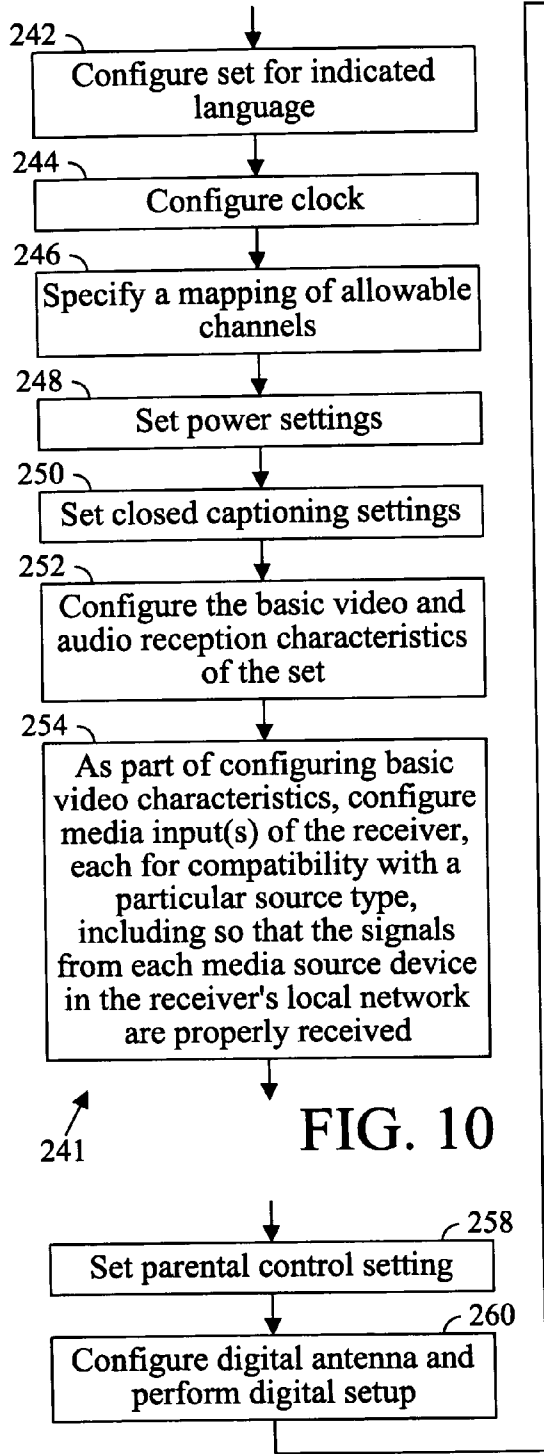 242
Configure set for indicated
language
244
Configure clock
246
Specify a mapping of allowable
channels
248
Set power settings
250
Set closed captioning settings
252
Configure the basic video and
audio reception characteristics
of the set
254
As part of configuring basic
video characteristics, configure
media input(s) of the receiver,
each for compatibility with a
particular source type,
including so that the signals
from each media source device
in the receiver's local network
are properly received
241
FIG. 10
258
Set parental control setting
260
Configure digital antenna and
perform digital setup